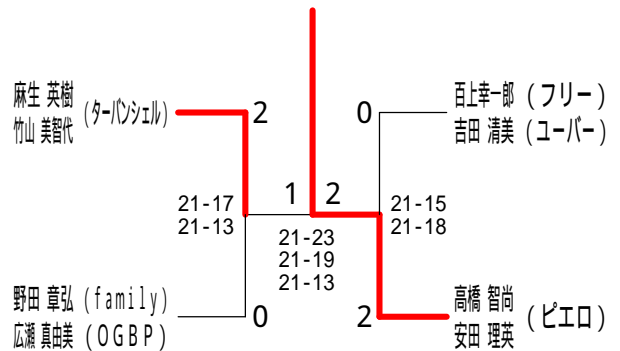 麻生 英樹
竹山 美智代
(ターバンシェル)
2
0
百上幸一郎 (フリー)
吉田 清美 (ユーバー)
21-17
21-13
1 2
21-15
21-18
21-23
21-19
21-13
野田 章弘 (family)
広瀬 真由美 (OGBP)
0
2
高橋 智尚
安田 理英
(ピエロ)